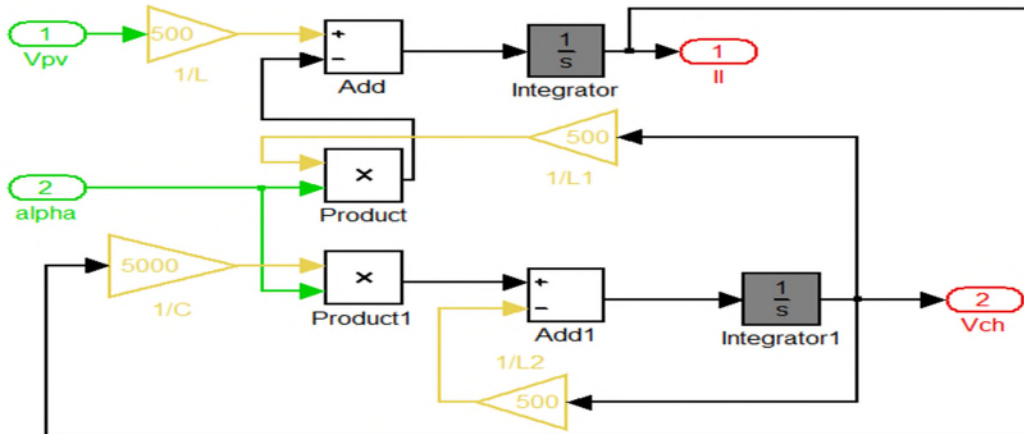 1
Vpv
500
1/L
+
−
Add
1
s
Integrator
1
Il
500
1/L1
2
alpha
×
Product
5000
1/C
×
Product1
+
−
Add1
1
s
Integrator1
2
Vch
1/L2
500